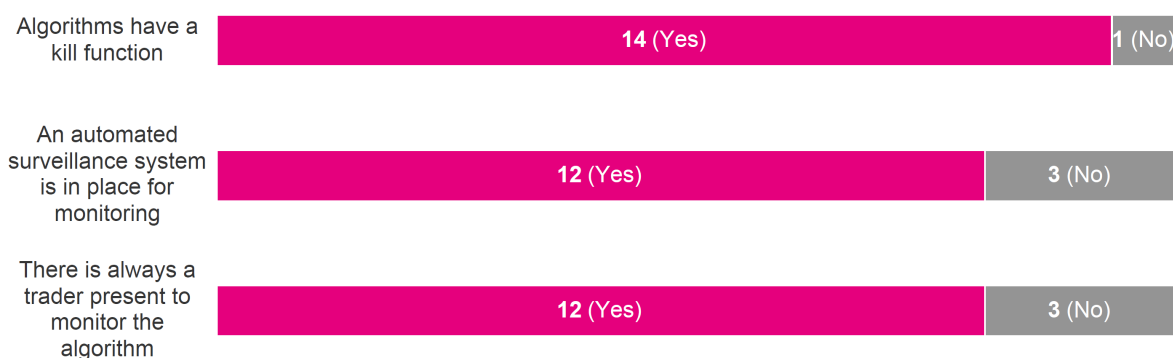 Algorithms have a
kill function
14 (Yes)
1 (No)
An automated
surveillance system
is in place for
monitoring
12 (Yes)
3 (No)
There is always a
trader present to
monitor the
algorithm
12 (Yes)
3 (No)